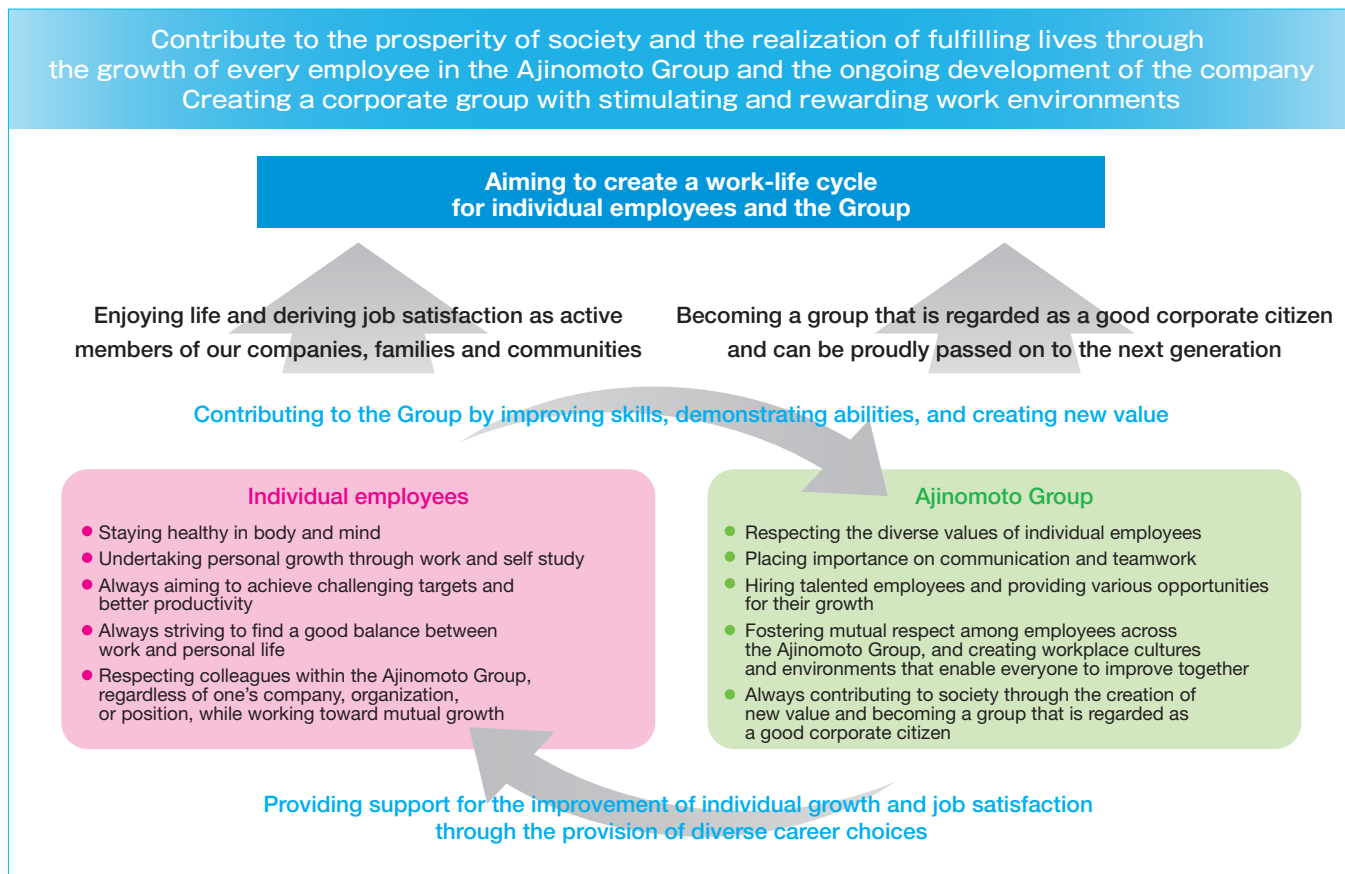 Contribute to the prosperity of society and the realization of fulfilling lives through
the growth of every employee in the Ajinomoto Group and the ongoing development of the company
Creating a corporate group with stimulating and rewarding work environments
Aiming to create a work-life cycle
for individual employees and the Group
Enjoying life and deriving job satisfaction as active
members of our companies, families and communities
Becoming a group that is regarded as a good corporate citizen
and can be proudly passed on to the next generation
Contributing to the Group by improving skills, demonstrating abilities, and creating new value
Individual employees
● Staying healthy in body and mind
● Undertaking personal growth through work and self study
● Always aiming to achieve challenging targets and
better productivity
● Always striving to find a good balance between
work and personal life
● Respecting colleagues within the Ajinomoto Group,
regardless of one's company, organization,
or position, while working toward mutual growth
Ajinomoto Group
● Respecting the diverse values of individual employees
● Placing importance on communication and teamwork
● Hiring talented employees and providing various opportunities
for their growth
● Fostering mutual respect among employees across
the Ajinomoto Group, and creating workplace cultures
and environments that enable everyone to improve together
● Always contributing to society through the creation of
new value and becoming a group that is regarded as
a good corporate citizen
Providing support for the improvement of individual growth and job satisfaction
through the provision of diverse career choices